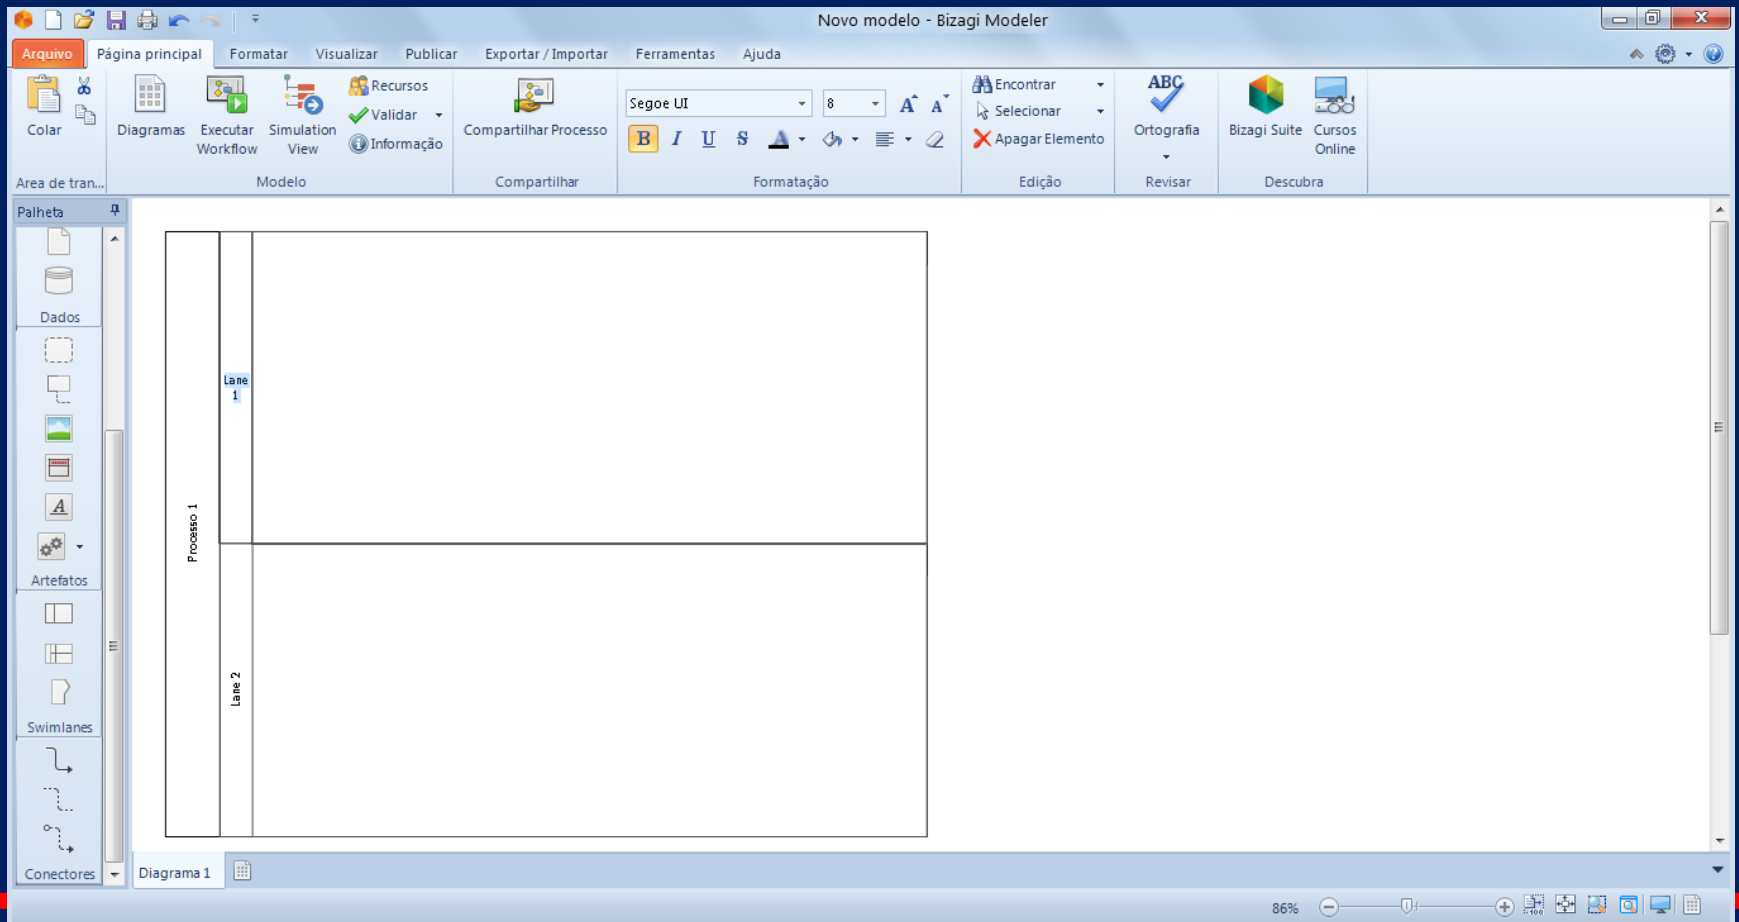 Novo modelo - Bizagi Modeler
Arquivo Página principal Formatar Visualizar Publicar Exportar / Importar Ferramentas Ajuda
Colar
Area de tran...
Diagramas
Executar
Workflow
Simulation
View
Recursos
Validar
Informação
Modelo
Compartilhar Processo
Compartilhar
Segoe UI 8 A A
B I U S A
Formatação
Encontrar
Selecionar
Apagar Elemento
Edição
ABC
Ortografia
Revisar
Bizagi Suite
Cursos
Online
Descubra
Palheta
Dados
A
Artefatos
Swimlanes
Conectores
Processo 1
Lane
1
Lane 2
Diagrama 1
86%
100